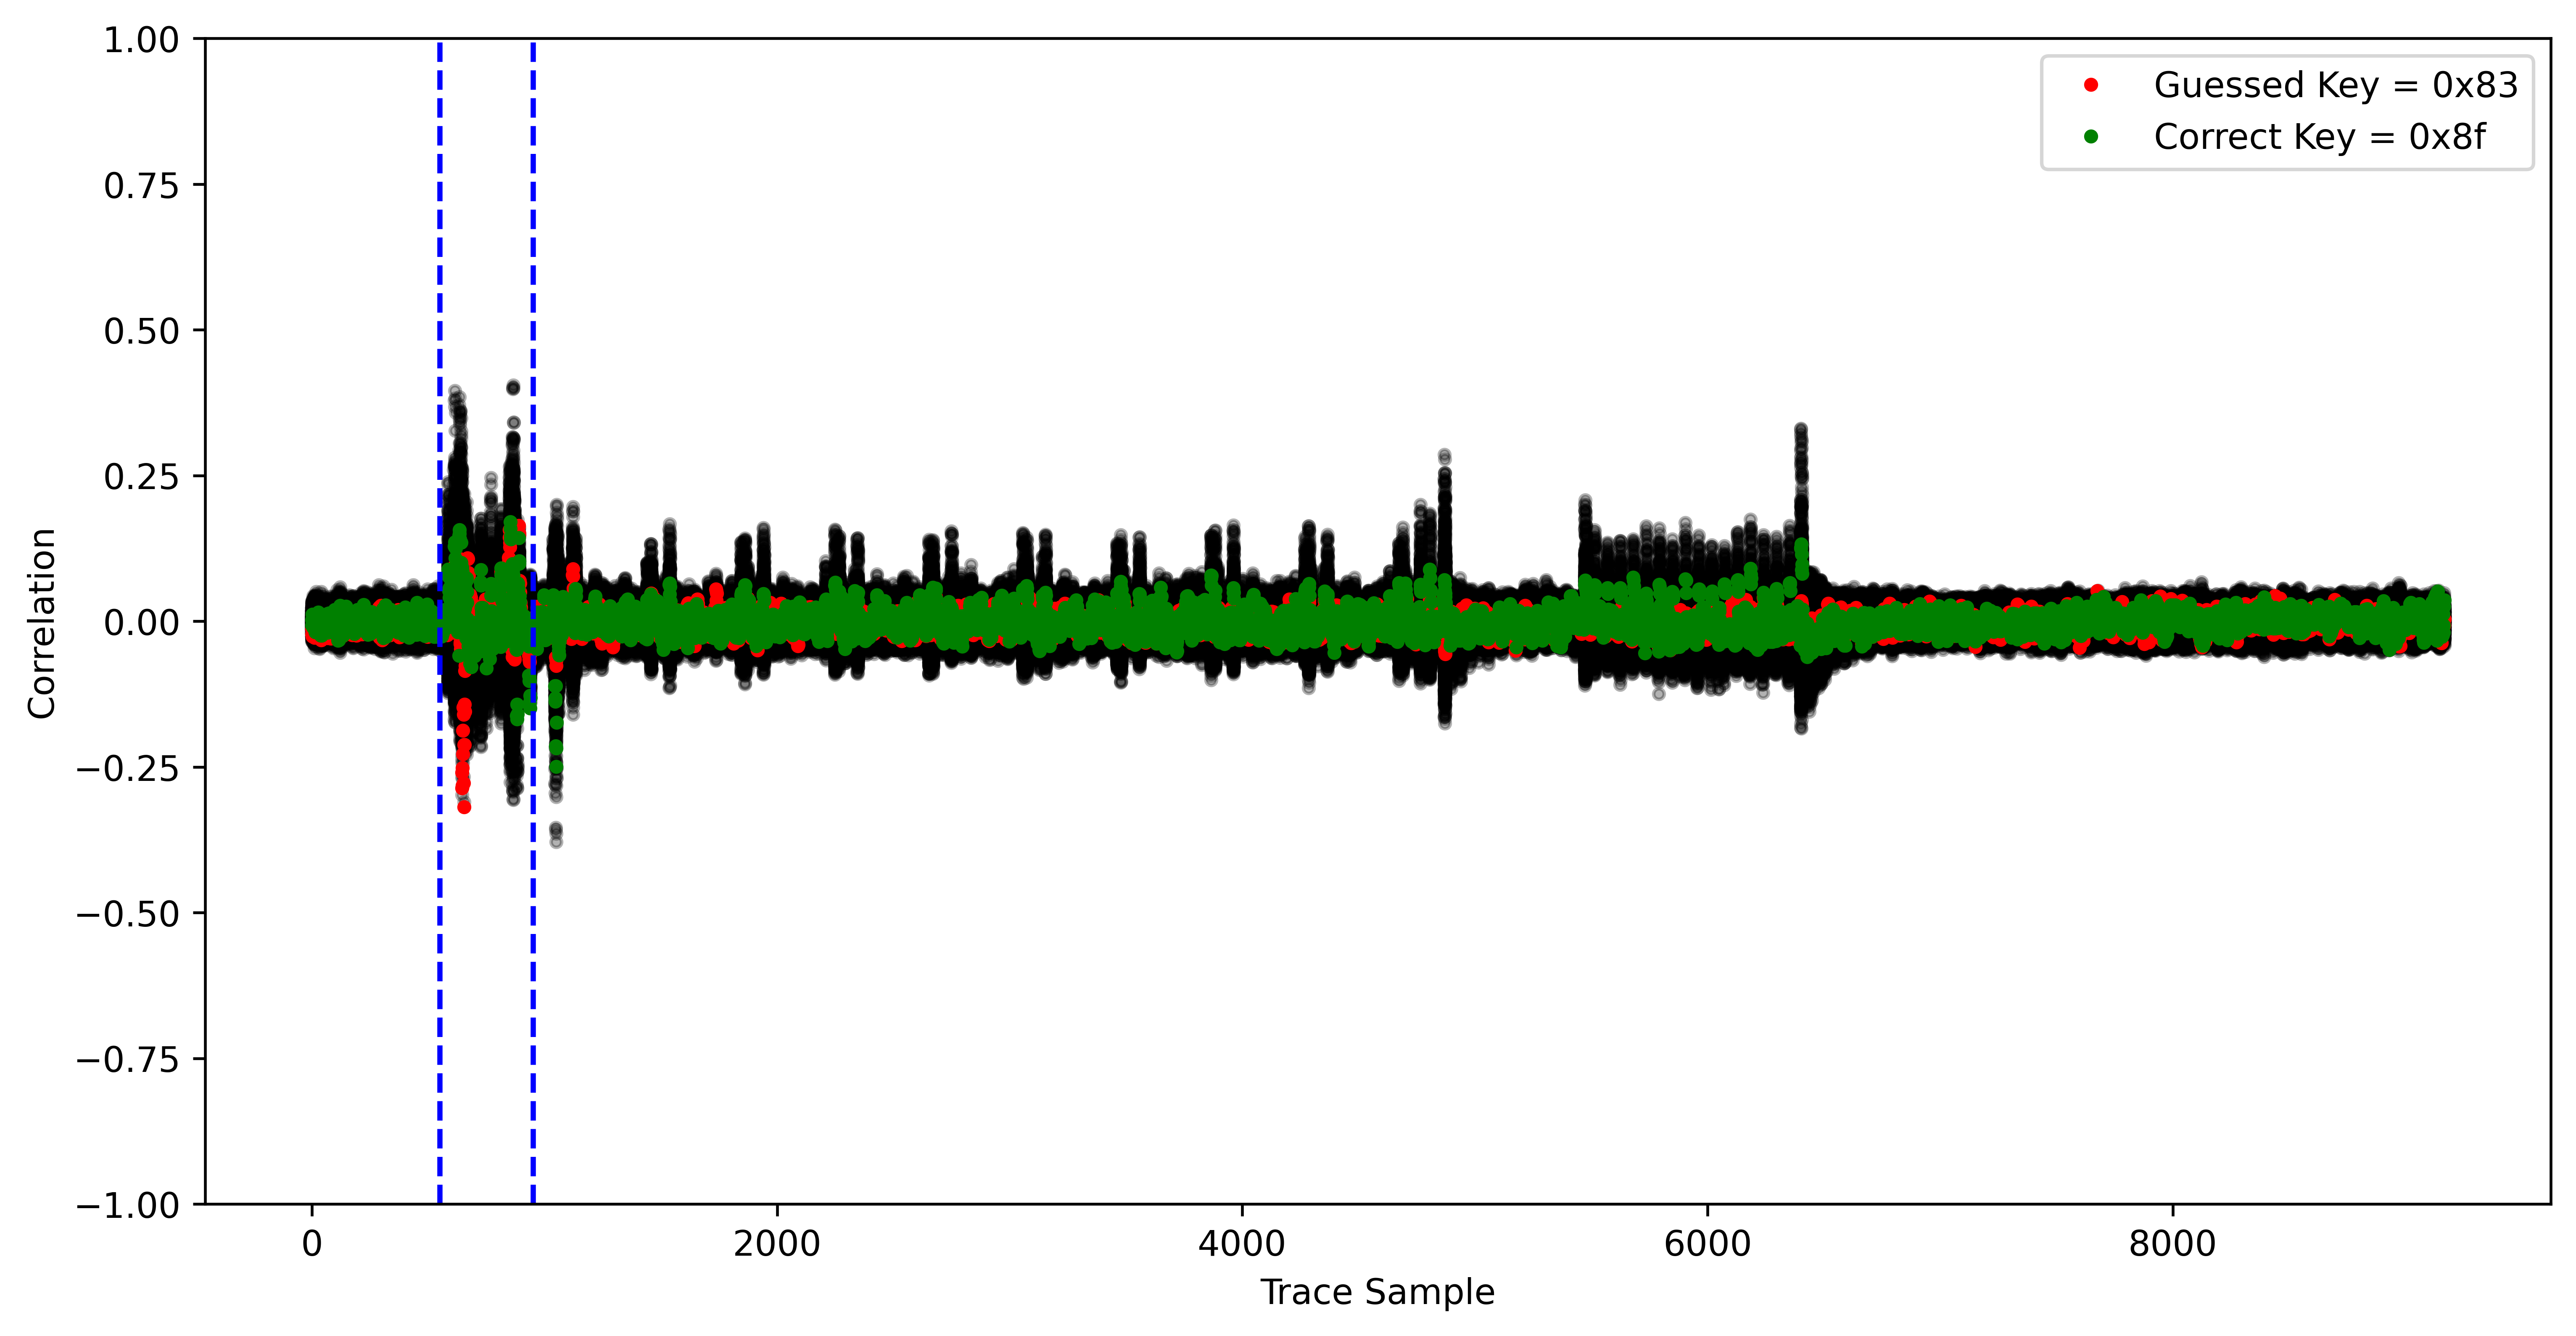 1.00
0.75
0.50
0.25
0.00
−0.25
−0.50
−0.75
−1.00
Correlation
0 2000 4000 6000 8000
Trace Sample
Guessed Key = 0x83
Correct Key = 0x8f